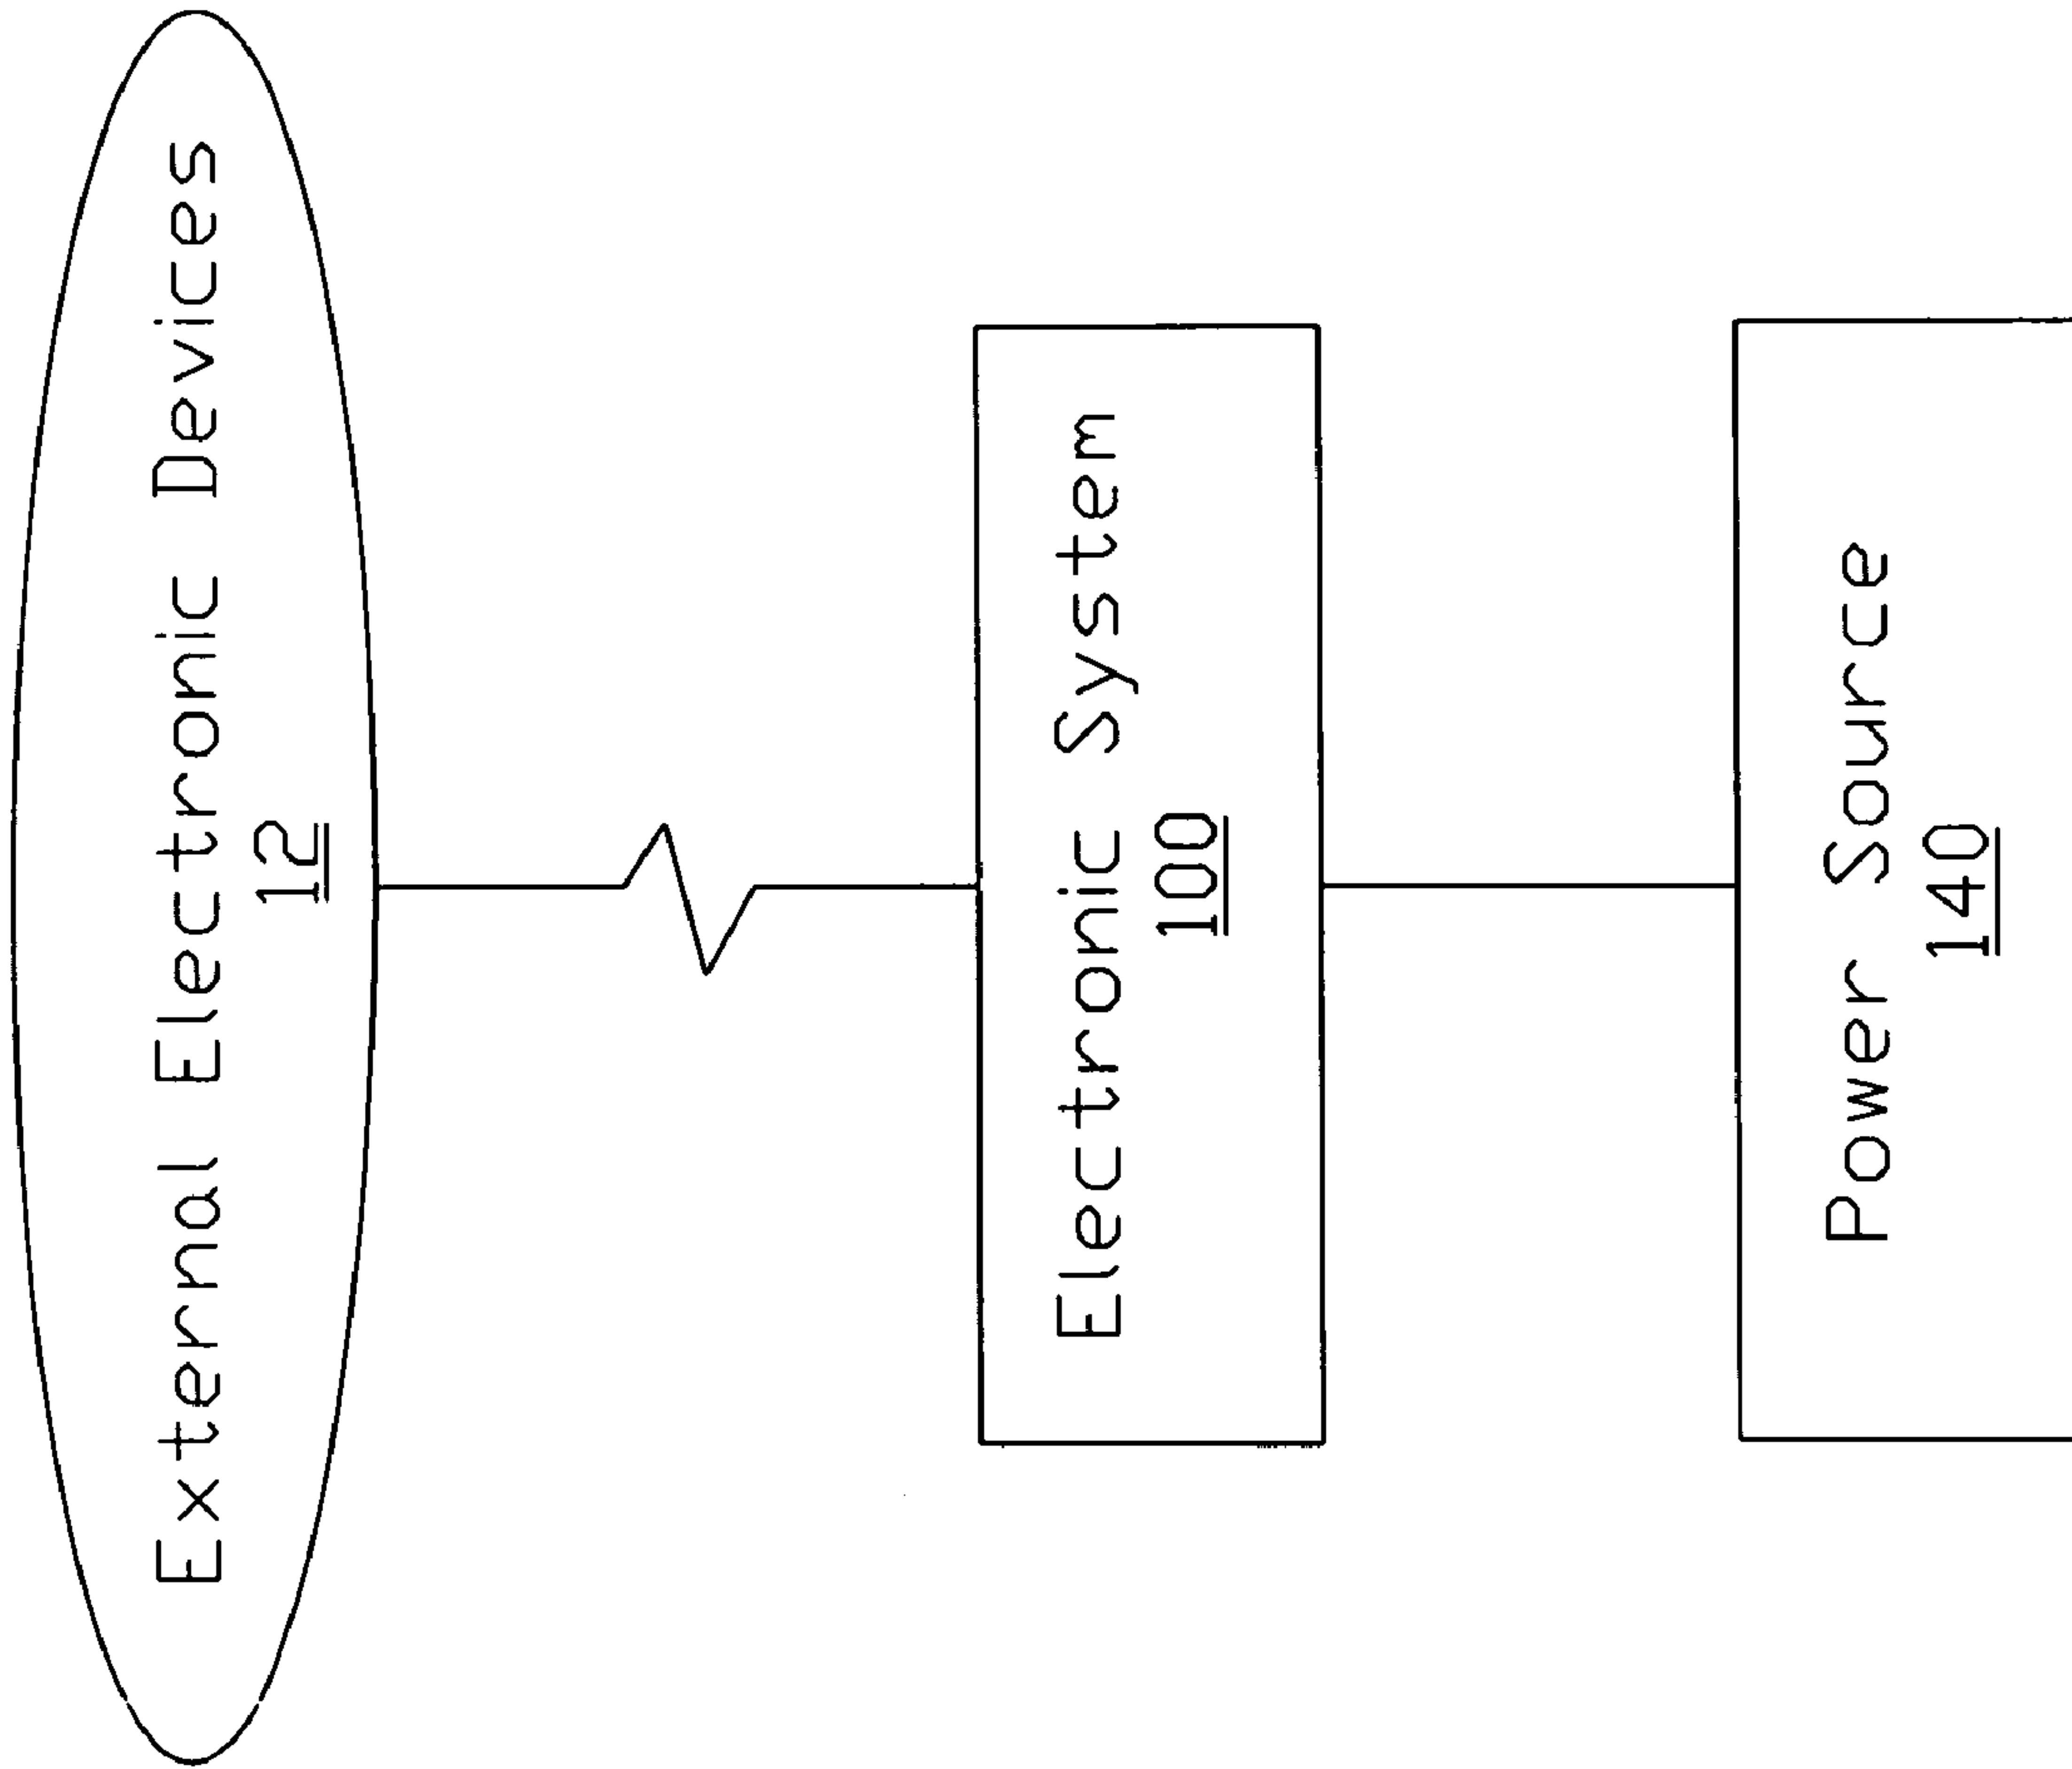 External Electronic Devices
12
Electronic System
100
Power Source
140